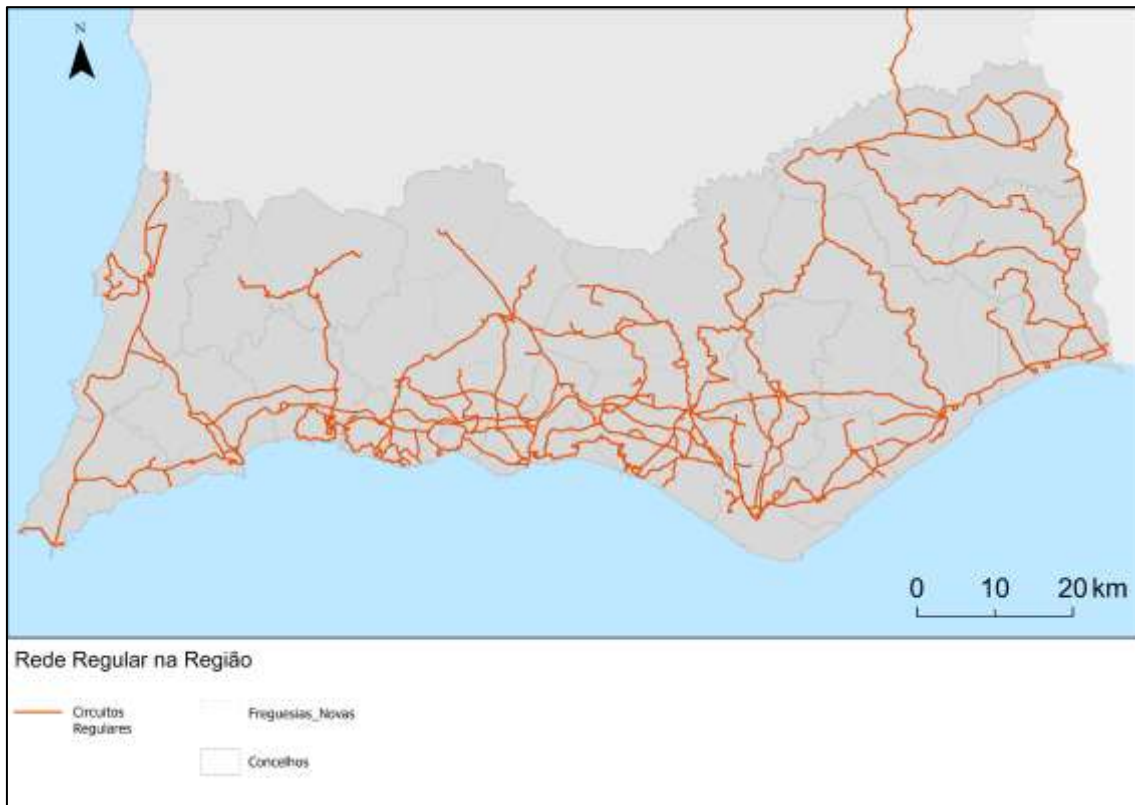 N
0 10 20 km
Rede Regular na Região
Circuitos
Regulares
Freguesias_Novas
Concelhos